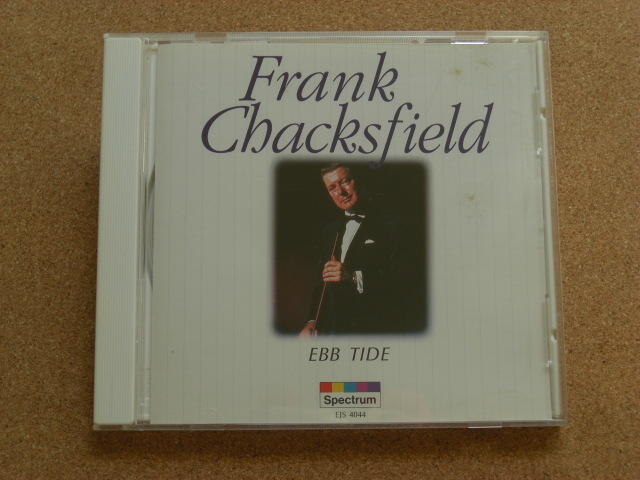 Frank
Chacksfield
EBB TIDE
Spectrum
EJS 4044